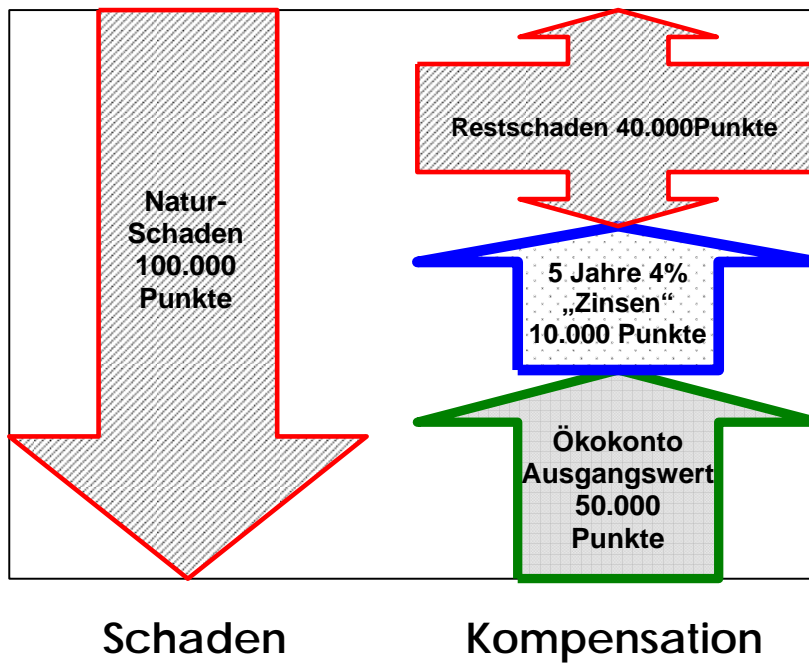 Natur-
Schaden
100.000
Punkte
Restschaden 40.000Punkte
5 Jahre 4%
„Zinsen“
10.000 Punkte
Ökokonto
Ausgangswert
50.000
Punkte
Schaden
Kompensation